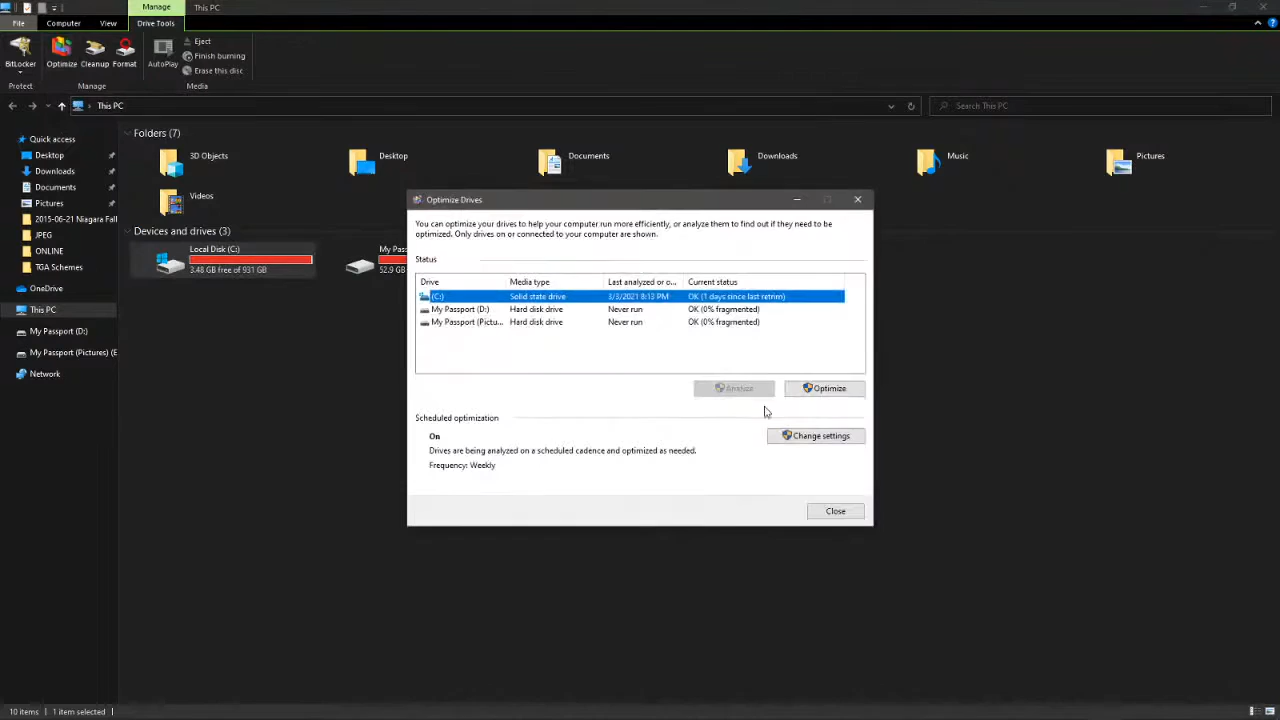 Manage
This PC
File
Computer
View
Drive Tools
BitLocker
Optimize
Cleanup
Format
AutoPlay
Eject
Finish burning
Erase this disc
Protect
Manage
Media
This PC
Search This PC
Quick access
Desktop
Downloads
Documents
Pictures
2015-06-21 Niagara Fall
JPEG
ONLINE
TGA Schemes
OneDrive
This PC
My Passport (D:)
My Passport (Pictures) (E
Network
Folders (7)
3D Objects
Desktop
Documents
Downloads
Music
Pictures
Videos
Devices and drives (3)
Local Disk (C:)
3.48 GB free of 931 GB
My Pas
52.9 GB
Optimize Drives
You can optimize your drives to help your computer run more efficiently, or analyze them to find out if they need to be
optimized. Only drives on or connected to your computer are shown.
Status
Drive Media type Last analyzed or o... Current status
(C:) Solid state drive 3/3/2021 8:13 PM OK (1 days since last retrim)
My Passport (D:) Hard disk drive Never run OK (0% fragmented)
My Passport (Pictu... Hard disk drive Never run OK (0% fragmented)
Analyze
Optimize
Scheduled optimization
On
Drives are being analyzed on a scheduled cadence and optimized as needed.
Frequency: Weekly
Change settings
Close
10 items
1 item selected